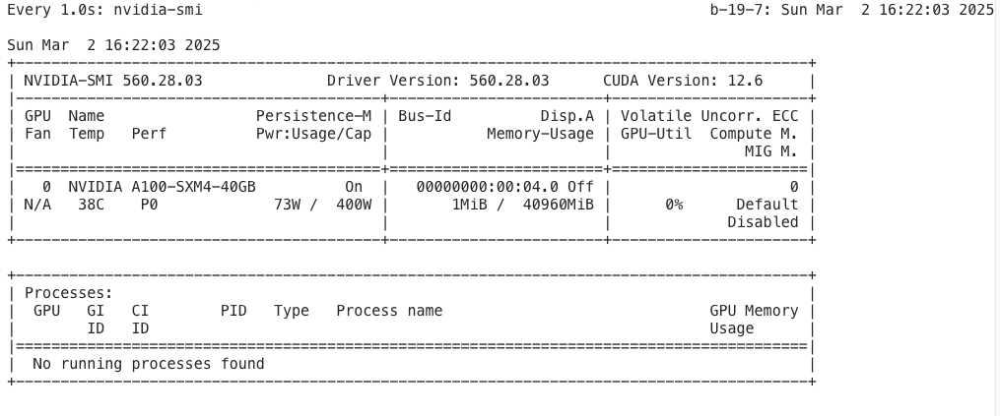 Every 1.0s: nvidia-smi                                                         b-19-7: Sun Mar  2 16:22:03 2025

Sun Mar  2 16:22:03 2025
+-----------------------------------------------------------------------------------------+
| NVIDIA-SMI 560.28.03              Driver Version: 560.28.03      CUDA Version: 12.6     |
|-----------------------------------------+------------------------+----------------------+
| GPU  Name                 Persistence-M | Bus-Id          Disp.A | Volatile Uncorr. ECC |
| Fan  Temp   Perf          Pwr:Usage/Cap |           Memory-Usage | GPU-Util  Compute M. |
|                                         |                        |               MIG M. |
|=========================================+========================+======================|
|   0  NVIDIA A100-SXM4-40GB          On  |   00000000:00:04.0 Off |                    0 |
| N/A   38C    P0             73W /  400W |       1MiB /  40960MiB |      0%      Default |
|                                         |                        |             Disabled |
+-----------------------------------------+------------------------+----------------------+

+-----------------------------------------------------------------------------------------+
| Processes:                                                                              |
|  GPU   GI   CI        PID   Type   Process name                              GPU Memory |
|        ID   ID                                                               Usage      |
|=========================================================================================|
|  No running processes found                                                             |
+-----------------------------------------------------------------------------------------+